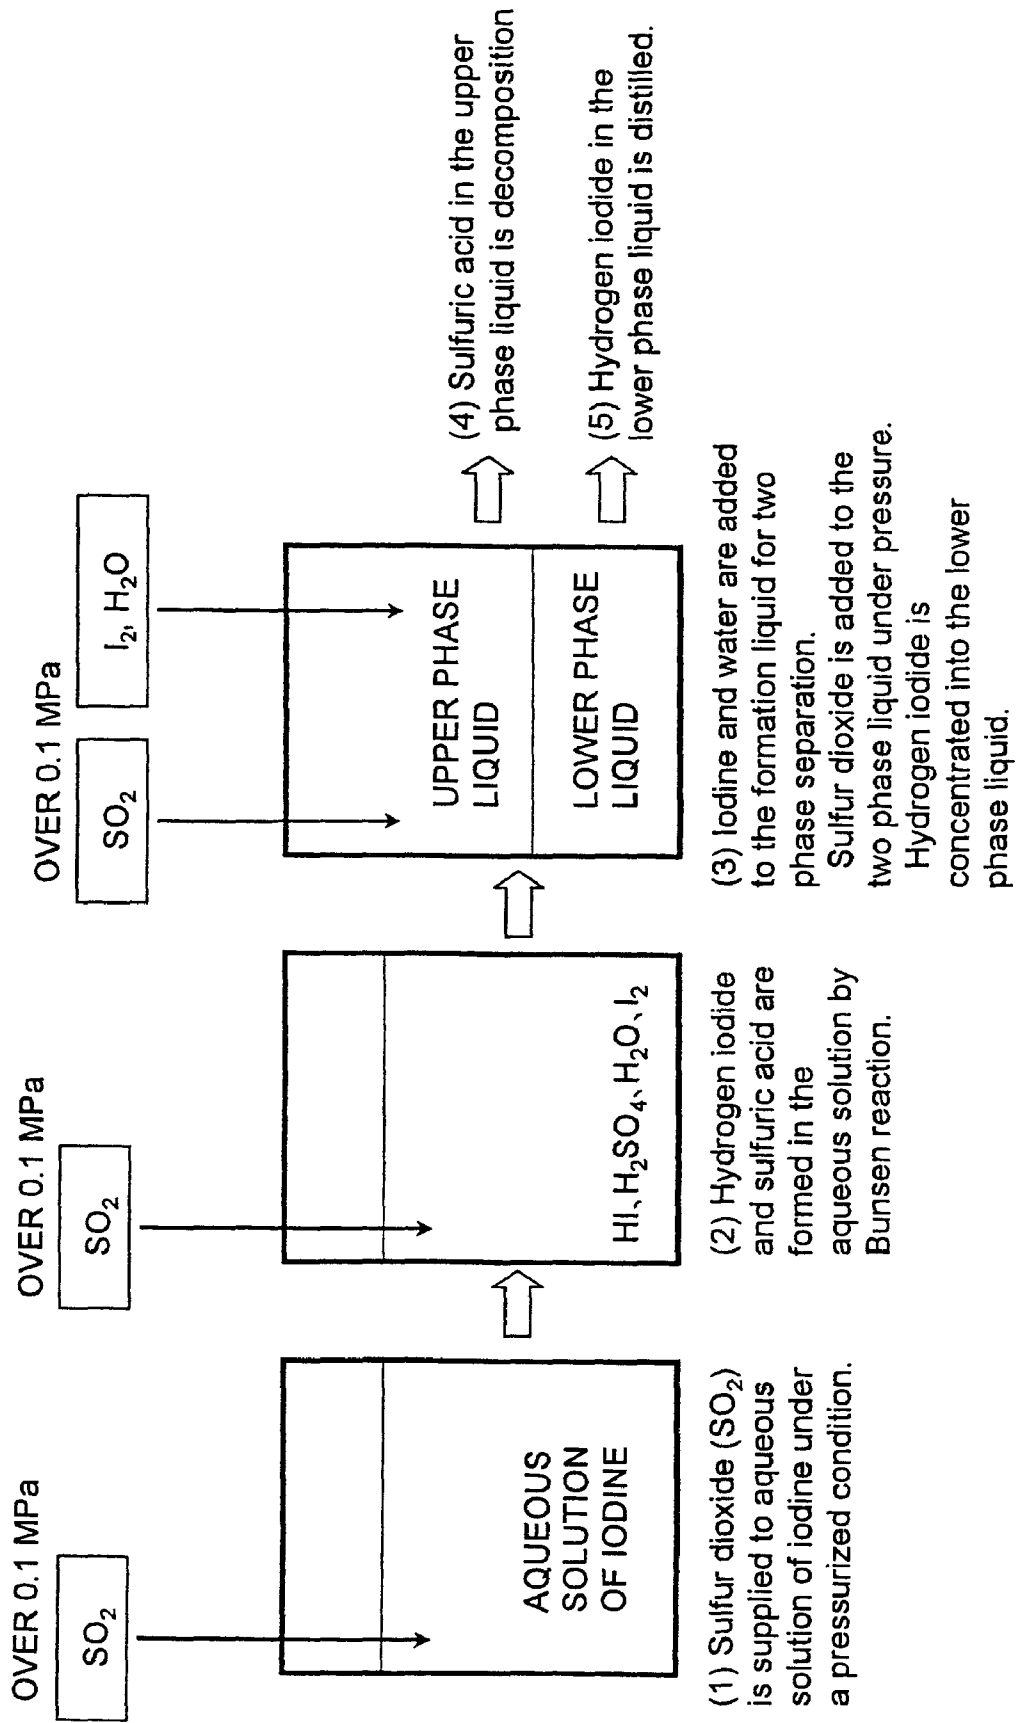 OVER 0.1 MPa
SO₂
AQUEOUS
SOLUTION
OF IODINE
(1) Sulfur dioxide (SO₂)
is supplied to aqueous
solution of iodine under
a pressurized condition.
OVER 0.1 MPa
SO₂
HI、H₂SO₄、H₂O、I₂
(2) Hydrogen iodide
and sulfuric acid are
formed in the
aqueous solution by
Bunsen reaction.
OVER 0.1 MPa
SO₂
I₂, H₂O
UPPER PHASE
LIQUID
LOWER PHASE
LIQUID
(3) Iodine and water are added
to the formation liquid for two
phase separation.
Sulfur dioxide is added to the
two phase liquid under pressure.
Hydrogen iodide is
concentrated into the lower
phase liquid.
(4) Sulfuric acid in the upper
phase liquid is decomposition
(5) Hydrogen iodide in the
lower phase liquid is distilled.